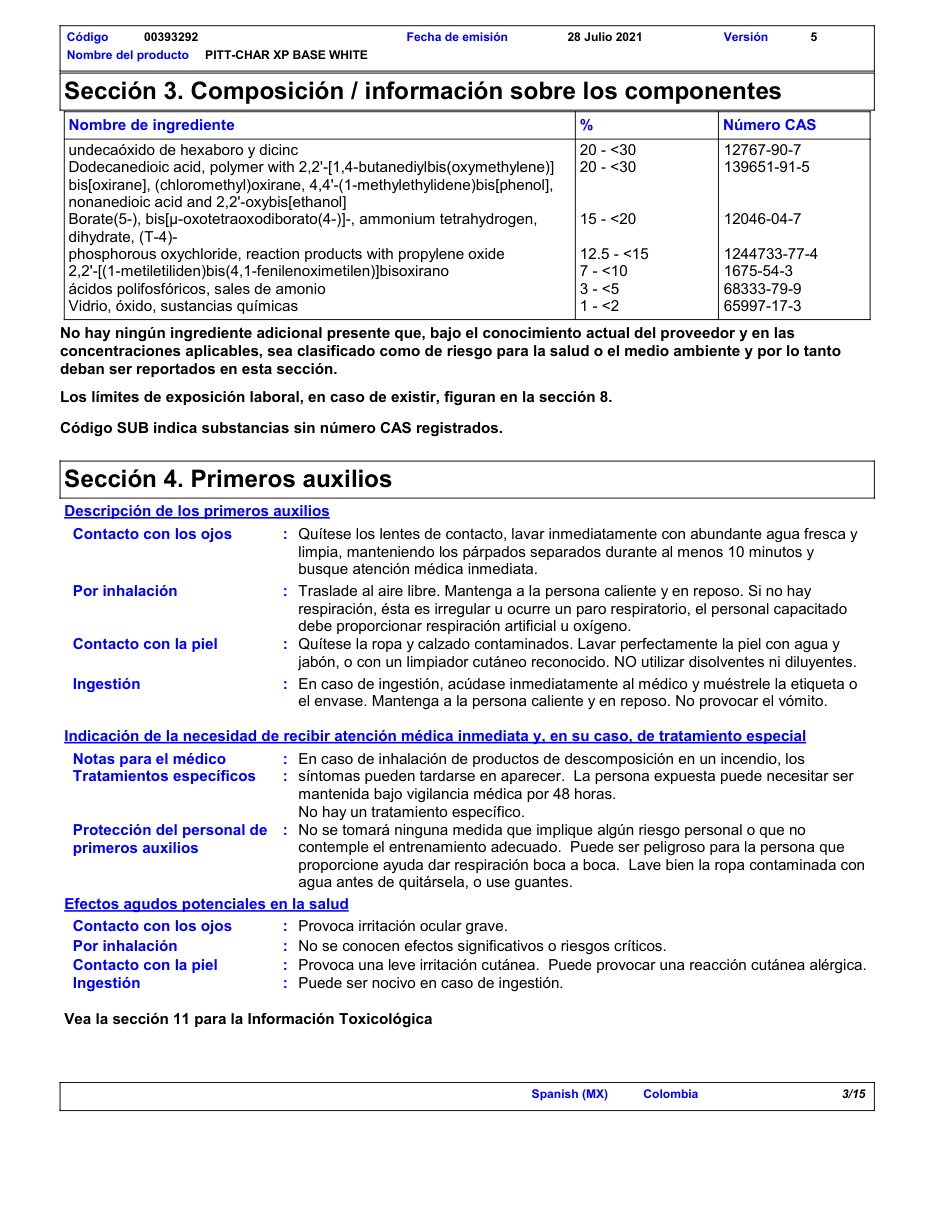 Código 00393292 Fecha de emisión 28 Julio 2021 Versión 5
Nombre del producto PITT-CHAR XP BASE WHITE
Sección 3. Composición / información sobre los componentes
Nombre de ingrediente % Número CAS
undecaóxido de hexaboro y dicinc 20 - <30 12767-90-7
Dodecanedioic acid, polymer with 2,2'-[1,4-butanediylbis(oxymethylene)] 20 - <30 139651-91-5
bis[oxirane], (chloromethyl)oxirane, 4,4'-(1-methylethylidene)bis[phenol],
nonanedioic acid and 2,2'-oxybis[ethanol]
Borate(5-), bis[µ-oxotetraoxodiborato(4-)]-, ammonium tetrahydrogen, 15 - <20 12046-04-7
dihydrate, (T-4)-
phosphorous oxychloride, reaction products with propylene oxide 12.5 - <15 1244733-77-4
2,2'-[(1-metiletiliden)bis(4,1-fenilenoximetilen)]bisoxirano 7 - <10 1675-54-3
ácidos polifosfóricos, sales de amonio 3 - <5 68333-79-9
Vidrio, óxido, sustancias químicas 1 - <2 65997-17-3
No hay ningún ingrediente adicional presente que, bajo el conocimiento actual del proveedor y en las
concentraciones aplicables, sea clasificado como de riesgo para la salud o el medio ambiente y por lo tanto
deban ser reportados en esta sección.
Los límites de exposición laboral, en caso de existir, figuran en la sección 8.
Código SUB indica substancias sin número CAS registrados.
Sección 4. Primeros auxilios
Descripción de los primeros auxilios
Contacto con los ojos : Quítese los lentes de contacto, lavar inmediatamente con abundante agua fresca y
limpia, manteniendo los párpados separados durante al menos 10 minutos y
busque atención médica inmediata.
Por inhalación : Traslade al aire libre. Mantenga a la persona caliente y en reposo. Si no hay
respiración, ésta es irregular u ocurre un paro respiratorio, el personal capacitado
debe proporcionar respiración artificial u oxígeno.
Contacto con la piel : Quítese la ropa y calzado contaminados. Lavar perfectamente la piel con agua y
jabón, o con un limpiador cutáneo reconocido. NO utilizar disolventes ni diluyentes.
Ingestión : En caso de ingestión, acúdase inmediatamente al médico y muéstrele la etiqueta o
el envase. Mantenga a la persona caliente y en reposo. No provocar el vómito.
Indicación de la necesidad de recibir atención médica inmediata y, en su caso, de tratamiento especial
Notas para el médico : En caso de inhalación de productos de descomposición en un incendio, los
Tratamientos específicos : síntomas pueden tardarse en aparecer. La persona expuesta puede necesitar ser
mantenida bajo vigilancia médica por 48 horas.
No hay un tratamiento específico.
Protección del personal de : No se tomará ninguna medida que implique algún riesgo personal o que no
primeros auxilios contemple el entrenamiento adecuado. Puede ser peligroso para la persona que
proporcione ayuda dar respiración boca a boca. Lave bien la ropa contaminada con
agua antes de quitársela, o use guantes.
Efectos agudos potenciales en la salud
Contacto con los ojos : Provoca irritación ocular grave.
Por inhalación : No se conocen efectos significativos o riesgos críticos.
Contacto con la piel : Provoca una leve irritación cutánea. Puede provocar una reacción cutánea alérgica.
Ingestión : Puede ser nocivo en caso de ingestión.
Vea la sección 11 para la Información Toxicológica
Spanish (MX) Colombia 3/15